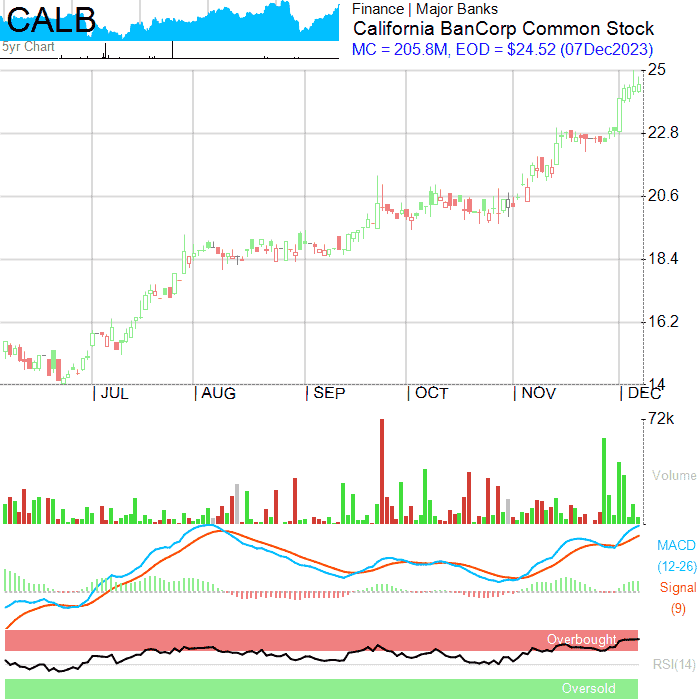 CALB
5yr Chart
Finance | Major Banks
California BanCorp Common Stock
MC = 205.8M, EOD = $24.52 (07Dec2023)
25
22.8
20.6
18.4
16.2
14
| JUL | AUG | SEP | OCT | NOV | DEC
72k
Volume
MACD
(12-26)
Signal
(9)
Overbought
RSI(14)
Oversold